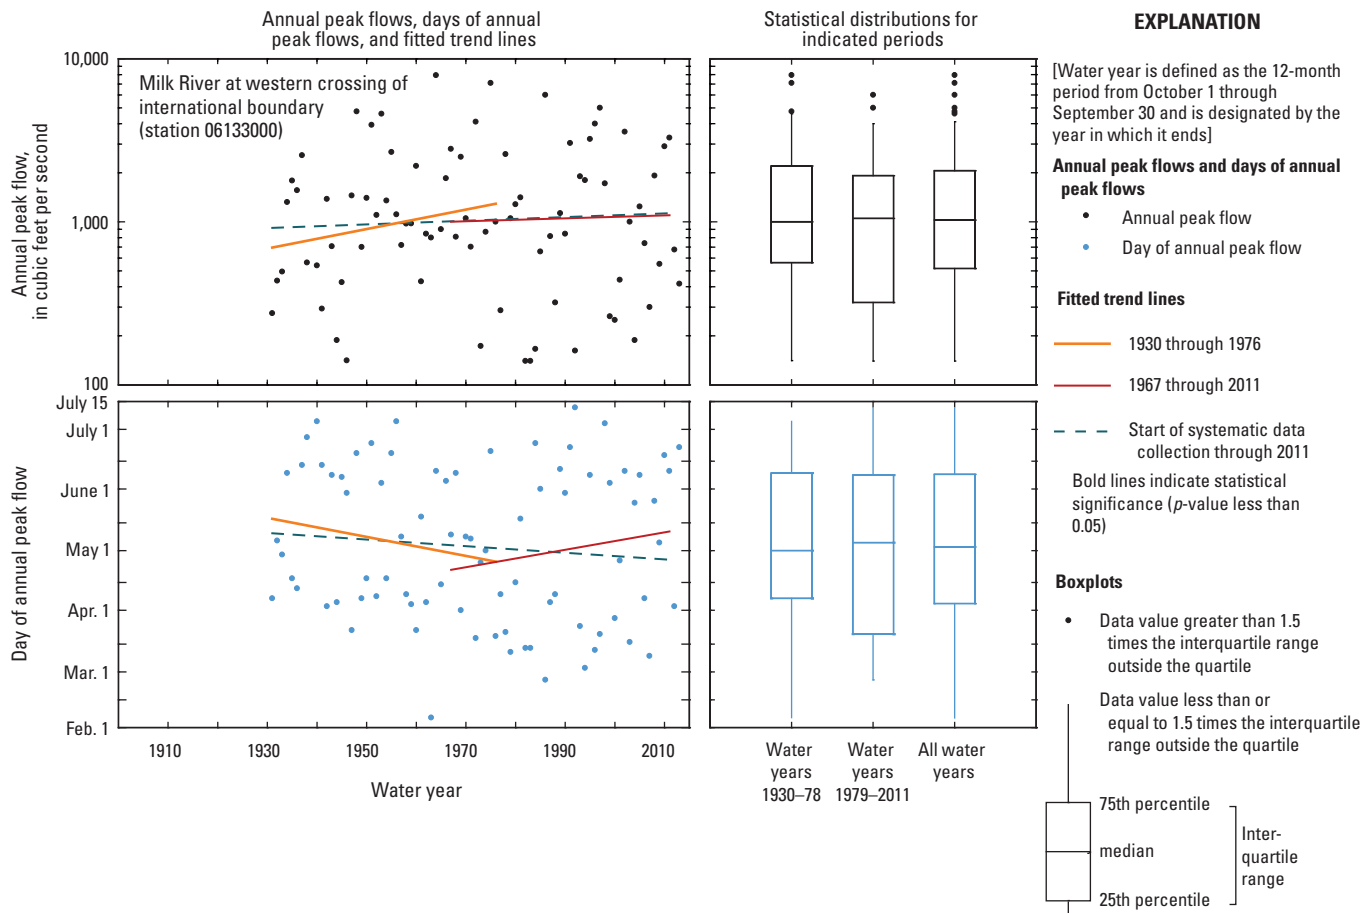 Annual peak flows, days of annual
peak flows, and fitted trend lines
Statistical distributions for
indicated periods
Annual peak flow,
in cubic feet per second
10,000
1,000
100
Milk River at western crossing of
international boundary
(station 06133000)
Day of annual peak flow
July 15
July 1
June 1
May 1
Apr. 1
Mar. 1
Feb. 1
1910
1930
1950
1970
1990
2010
Water year
Water
years
1930–78
Water
years
1979–2011
All water
years
EXPLANATION
[Water year is defined as the 12-month
period from October 1 through
September 30 and is designated by the
year in which it ends]
Annual peak flows and days of annual
peak flows
Annual peak flow
Day of annual peak flow
Fitted trend lines
1930 through 1976
1967 through 2011
Start of systematic data
collection through 2011
Bold lines indicate statistical
significance (p-value less than
0.05)
Boxplots
Data value greater than 1.5
times the interquartile range
outside the quartile
Data value less than or
equal to 1.5 times the interquartile
range outside the quartile
75th percentile
median
25th percentile
Inter-
quartile
range